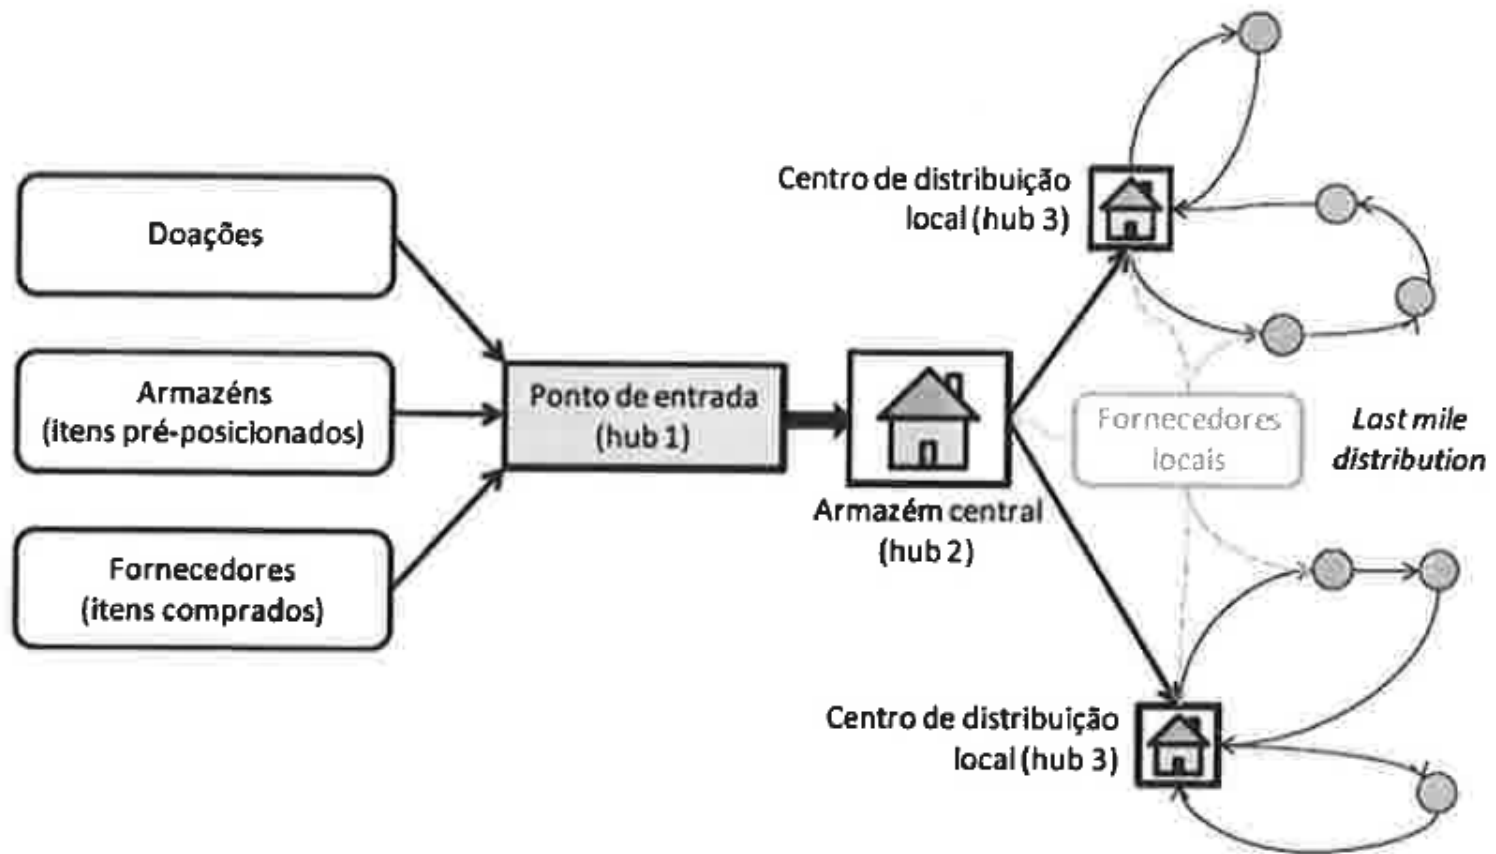 Doações
Armazéns
(itens pré-posicionados)
Fornecedores
(itens comprados)
Ponto de entrada
(hub 1)
Armazém central
(hub 2)
Centro de distribuição
local (hub 3)
Fornecedores
locais
Last mile
distribution
Centro de distribuição
local (hub 3)